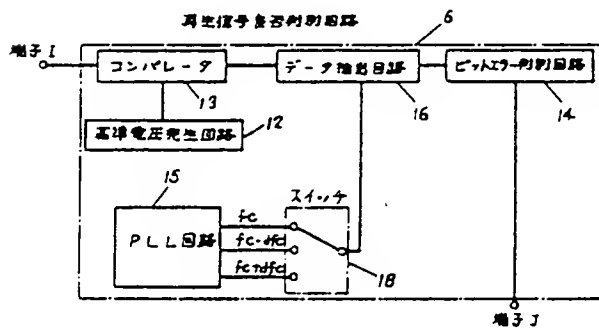 再生信号良否判別回路
6
端子 I
コンパレータ
データ抽出回路
ビットエラー判別回路
13
16
14
基準電圧発生回路
12
15
スイッチ
PLL回路
fc
fc-dfc
fc+dfc
18
端子 J